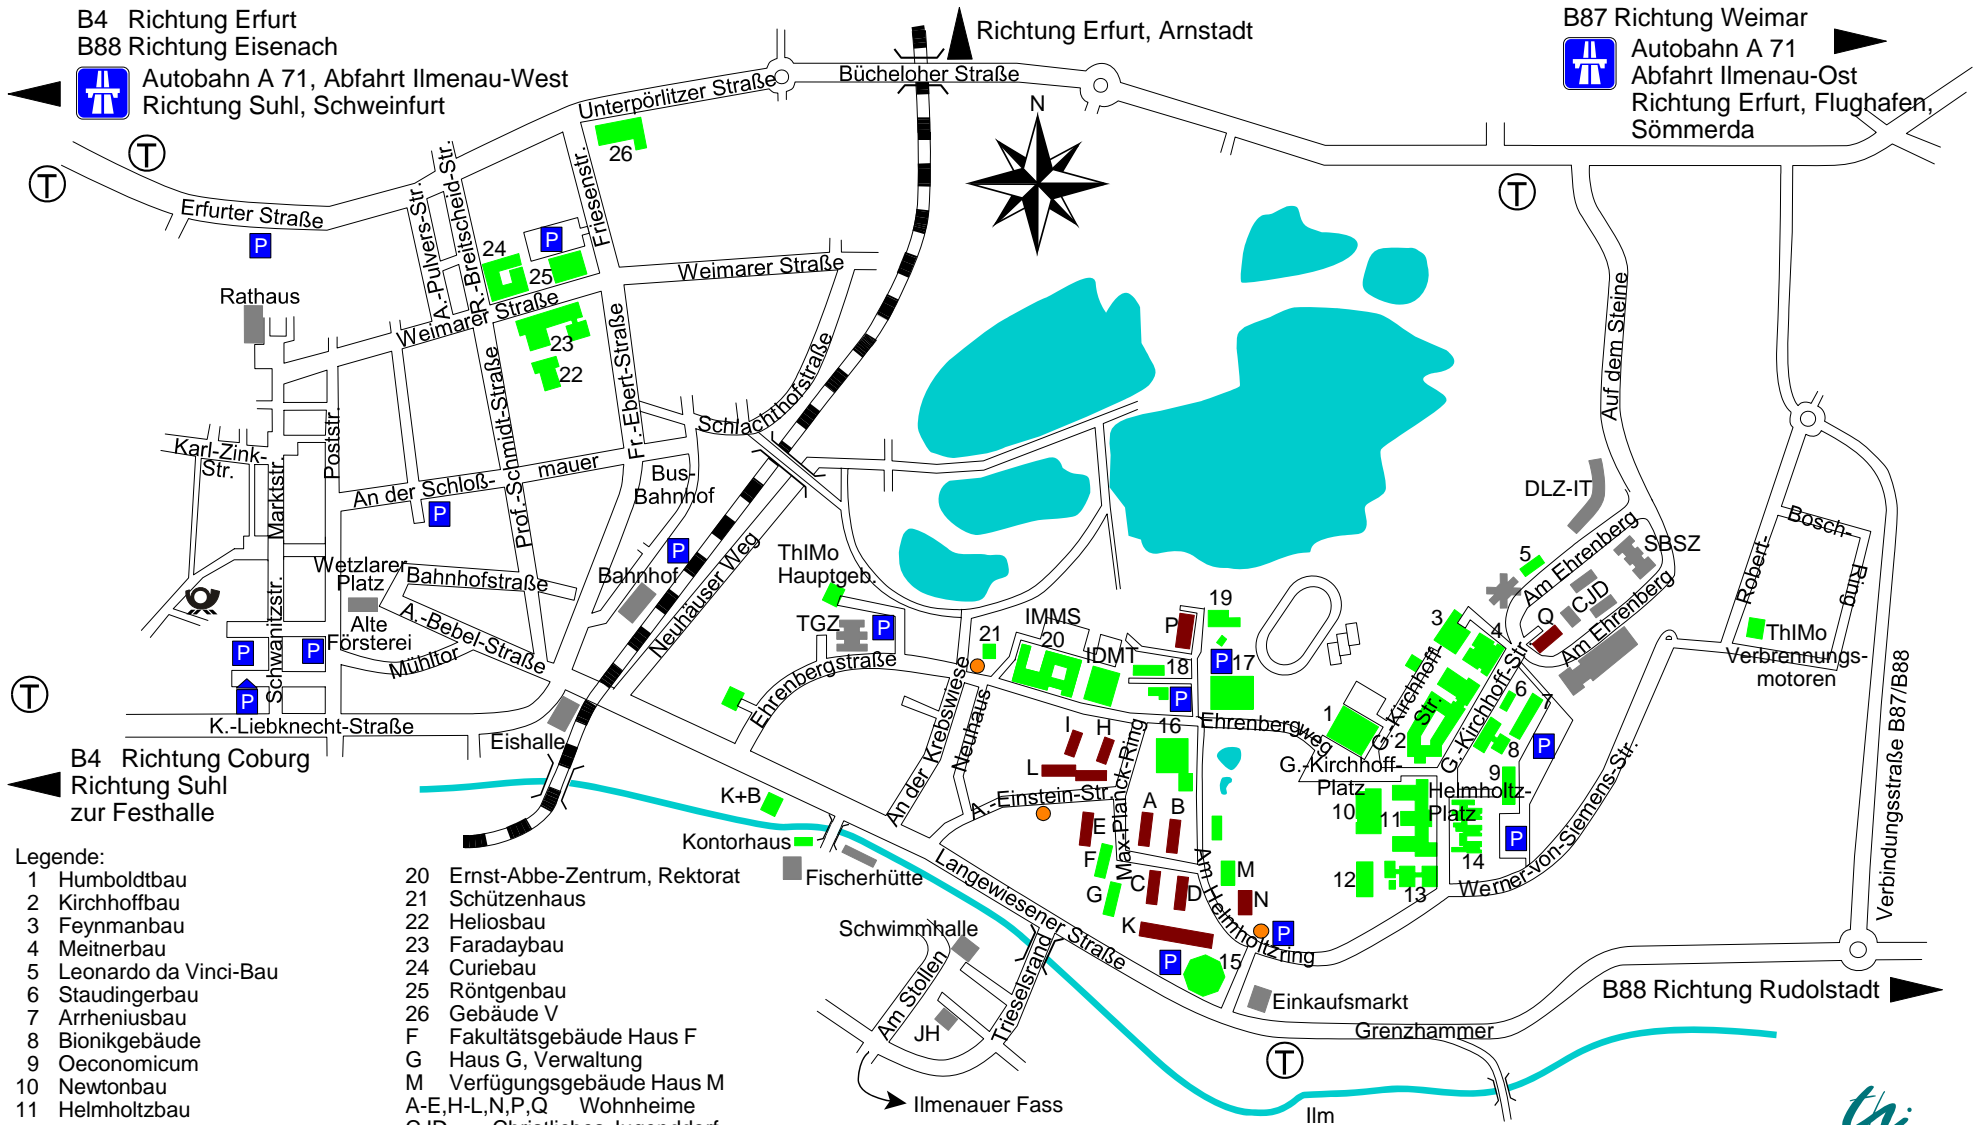 B4 Richtung Erfurt
B88 Richtung Eisenach
Autobahn A 71, Abfahrt Ilmenau-West
Richtung Suhl, Schweinfurt
Richtung Erfurt, Arnstadt
B87 Richtung Weimar
Autobahn A 71
Abfahrt Ilmenau-Ost
Richtung Erfurt, Flughafen,
Sömmerda
Bücheloher Straße
Unterpörlitzer Straße
N
26
T
T
T
Erfurter Straße
P
A.-Pulvers-Str.
R.-Breitscheid-Str.
Friesenstr.
24
P
25
Weimarer Straße
Weimarer Straße
Rathaus
23
22
Prof.-Schmidt-Straße
Fr.-Ebert-Straße
Schlachthofstraße
Auf dem Steine
Karl-Zink-
Str.
Marktstr.
Poststr.
An der Schloß-
mauer
P
Bus-
Bahnhof
P
DLZ-IT
Bosch-
Ring
Robert-
Wetzlarer
Platz
Bahnhofstraße
Bahnhof
Neuhäuser Weg
ThIMo
Hauptgeb.
5
Am Ehrenberg
SBSZ
CJD
Am Ehrenberg
Q
Alte
Försterei
A.-Bebel-Straße
Mühltor
Schwanitzstr.
P
P
P
TGZ
P
Ehrenbergstraße
21
IMMS
20
IDMT
P
19
18
P
17
P
16
3
4
ThIMo
Verbrennungs-
motoren
T
K.-Liebknecht-Straße
Eishalle
An der Krebswiese
Neuhaus
I
H
L
Max-Planck-Ring
Ehrenberg
weg
1
G.-Kirchhoff-
Str.
2
G.-Kirchhoff-Str.
6
7
8
P
G.-Kirchhoff-
Platz
9
Helmholtz-
Platz
10
11
P
14
12
13
Werner-von-Siemens-Str.
Verbindungsstraße B87/B88
B4 Richtung Coburg
Richtung Suhl
zur Festhalle
K+B
Kontorhaus
Fischerhütte
A.-Einstein-Str.
A
B
E
F
G
C
D
M
N
K
P
P
15
Am Helmholtzring
Langewiesener Straße
Schwimmhalle
Am Stollen
Trieselsrand
JH
Einkaufsmarkt
Grenzhammer
T
B88 Richtung Rudolstadt
Ilmenauer Fass
Ilm
Legende:
1 Humboldtbau
2 Kirchhoffbau
3 Feynmanbau
4 Meitnerbau
5 Leonardo da Vinci-Bau
6 Staudingerbau
7 Arrheniusbau
8 Bionikgebäude
9 Oeconomicum
10 Newtonbau
11 Helmholtzbau
20 Ernst-Abbe-Zentrum, Rektorat
21 Schützenhaus
22 Heliosbau
23 Faradaybau
24 Curiebau
25 Röntgenbau
26 Gebäude V
F Fakultätsgebäude Haus F
G Haus G, Verwaltung
M Verfügungsgebäude Haus M
A-E,H-L,N,P,Q Wohnheime
CJD Christliches Jugenddorf
thi